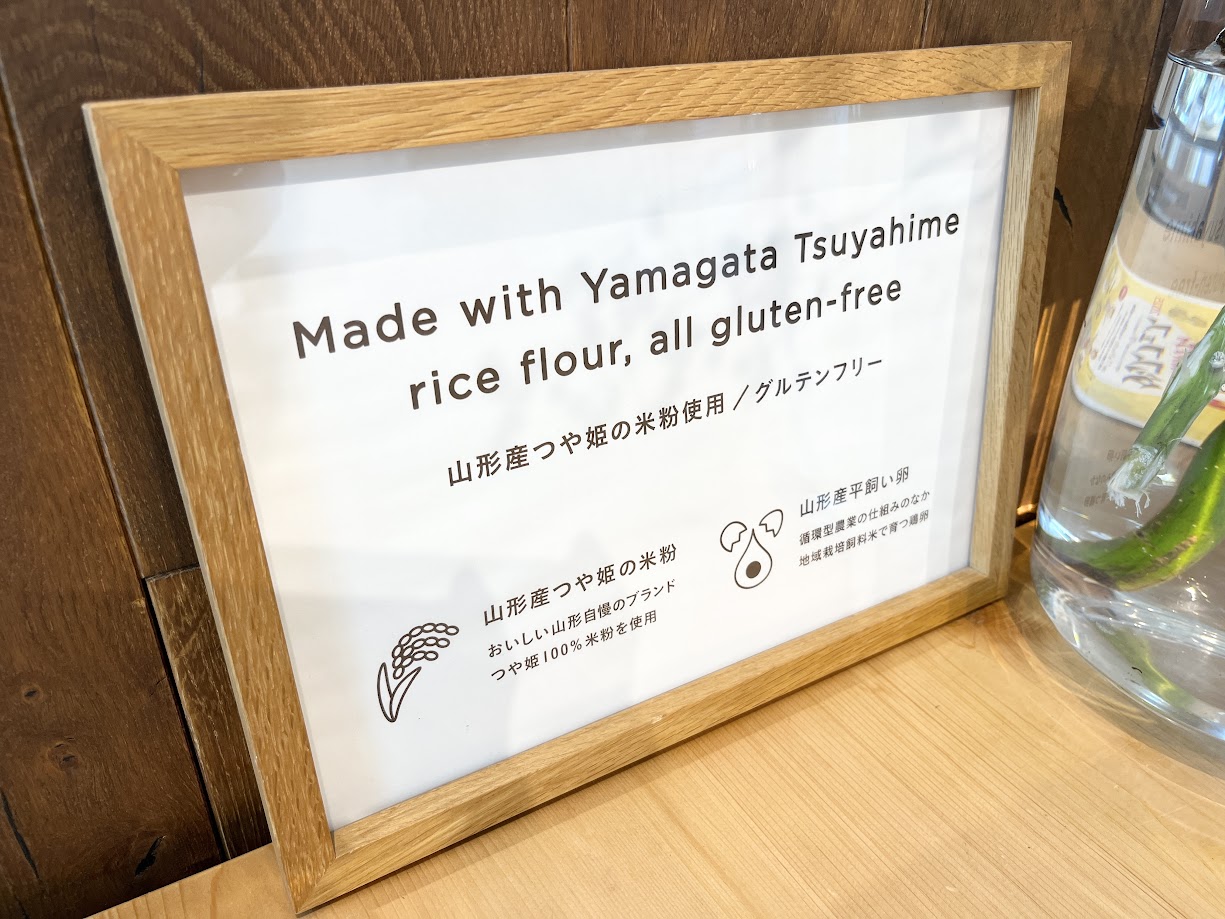 Made with Yamagata Tsuyahime
rice flour, all gluten-free
山形産つや姫の米粉使用/グルテンフリー
山形産つや姫の米粉
おいしい山形自慢のブランド
つや姫100%米粉を使用
山形産平飼い卵
循環型農業の仕組みのなか
地域栽培飼料米で育つ鶏卵